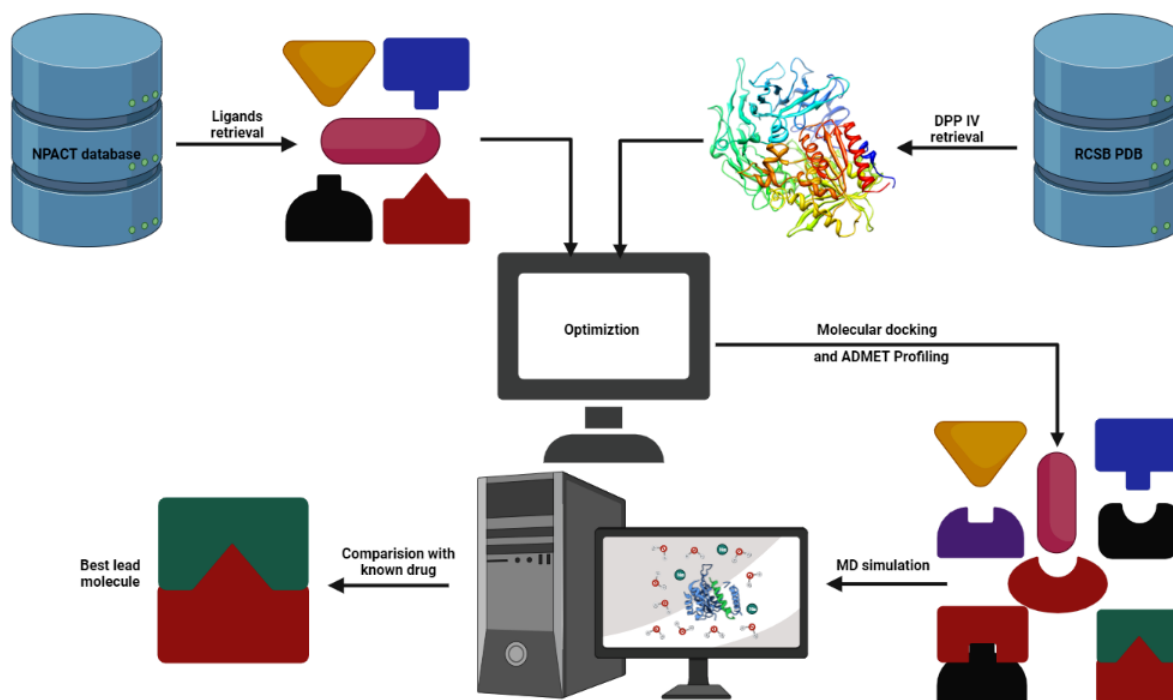 NPACT database
Ligands
retrieval
DPP IV
retrieval
RCSB PDB
Optimiztion
Molecular docking
and ADMET Profiling
Best lead
molecule
Comparision with
known drug
MD simulation